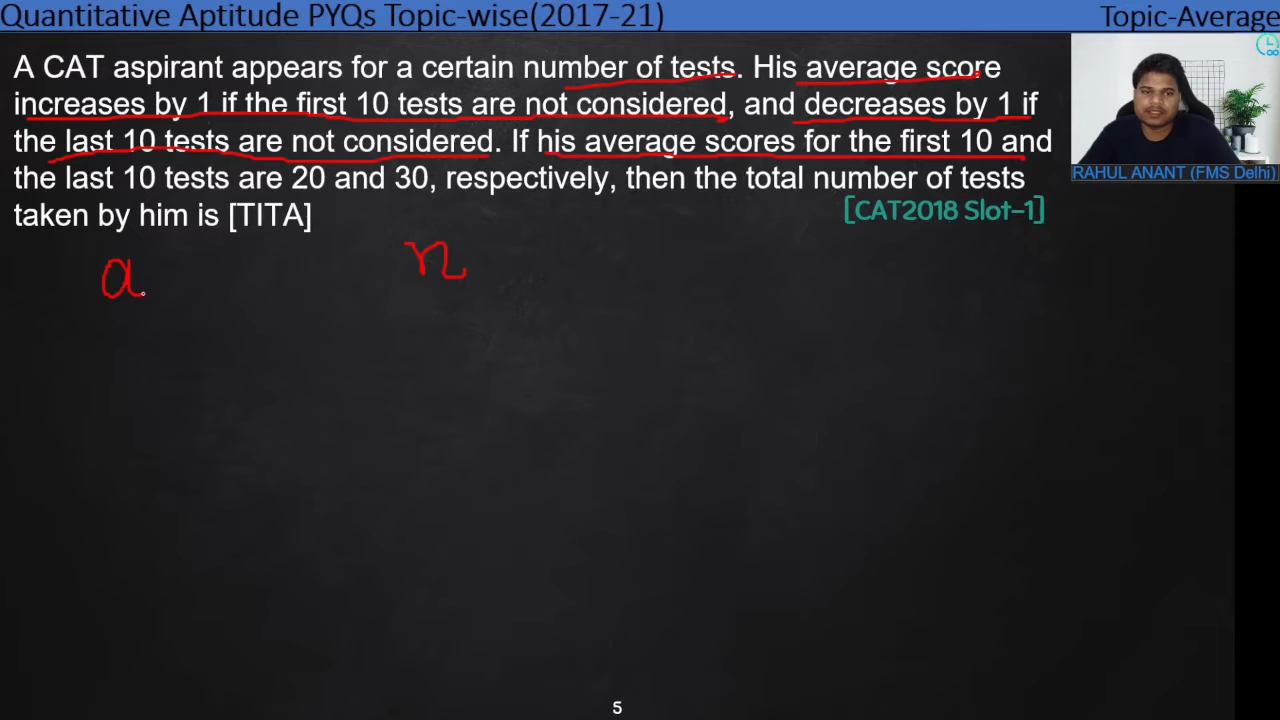 Quantitative Aptitude PYQs Topic-wise(2017-21)
Topic-Average
A CAT aspirant appears for a certain number of tests. His average score
increases by 1 if the first 10 tests are not considered, and decreases by 1 if
the last 10 tests are not considered. If his average scores for the first 10 and
the last 10 tests are 20 and 30, respectively, then the total number of tests
taken by him is [TITA]
[CAT2018 Slot-1]
RAHUL ANANT (FMS Delhi)
a
n
5